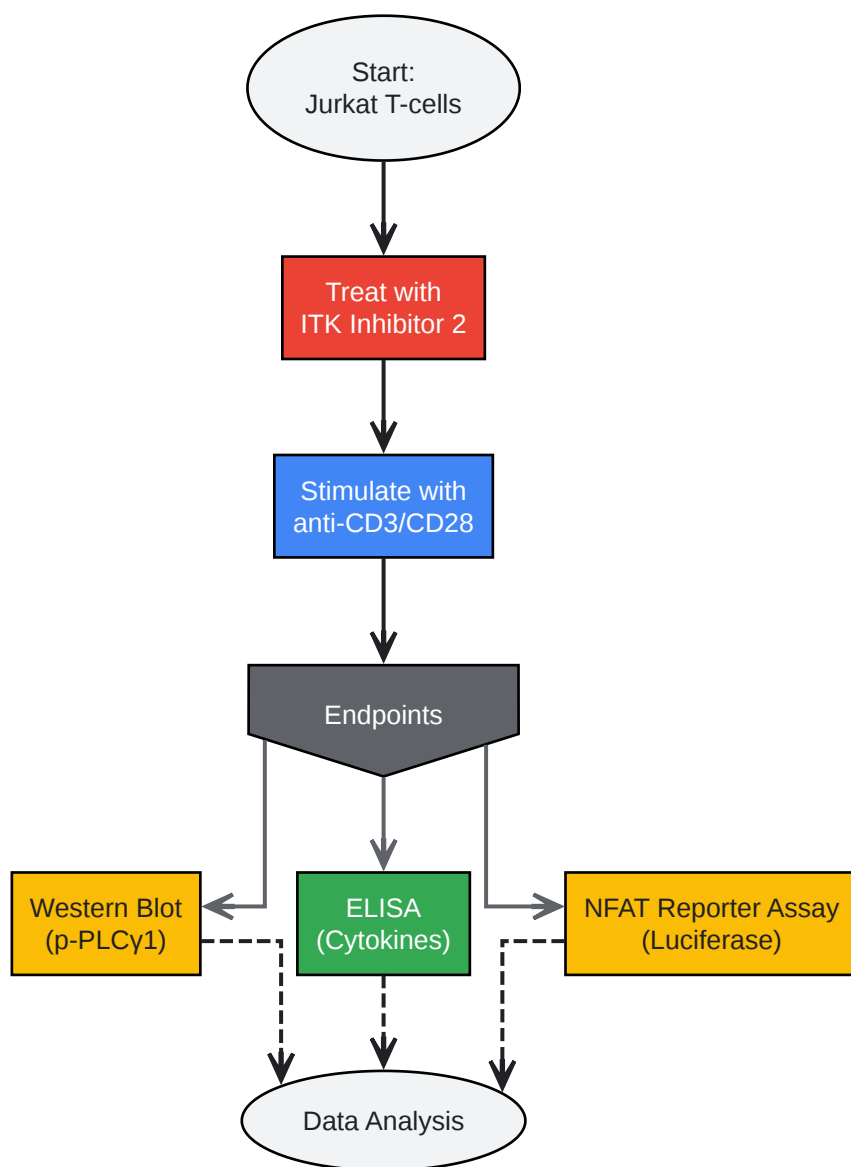 Start:
Jurkat T-cells
Treat with
ITK Inhibitor 2
Stimulate with
anti-CD3/CD28
Endpoints
Western Blot
(p-PLCγ1)
ELISA
(Cytokines)
NFAT Reporter Assay
(Luciferase)
Data Analysis